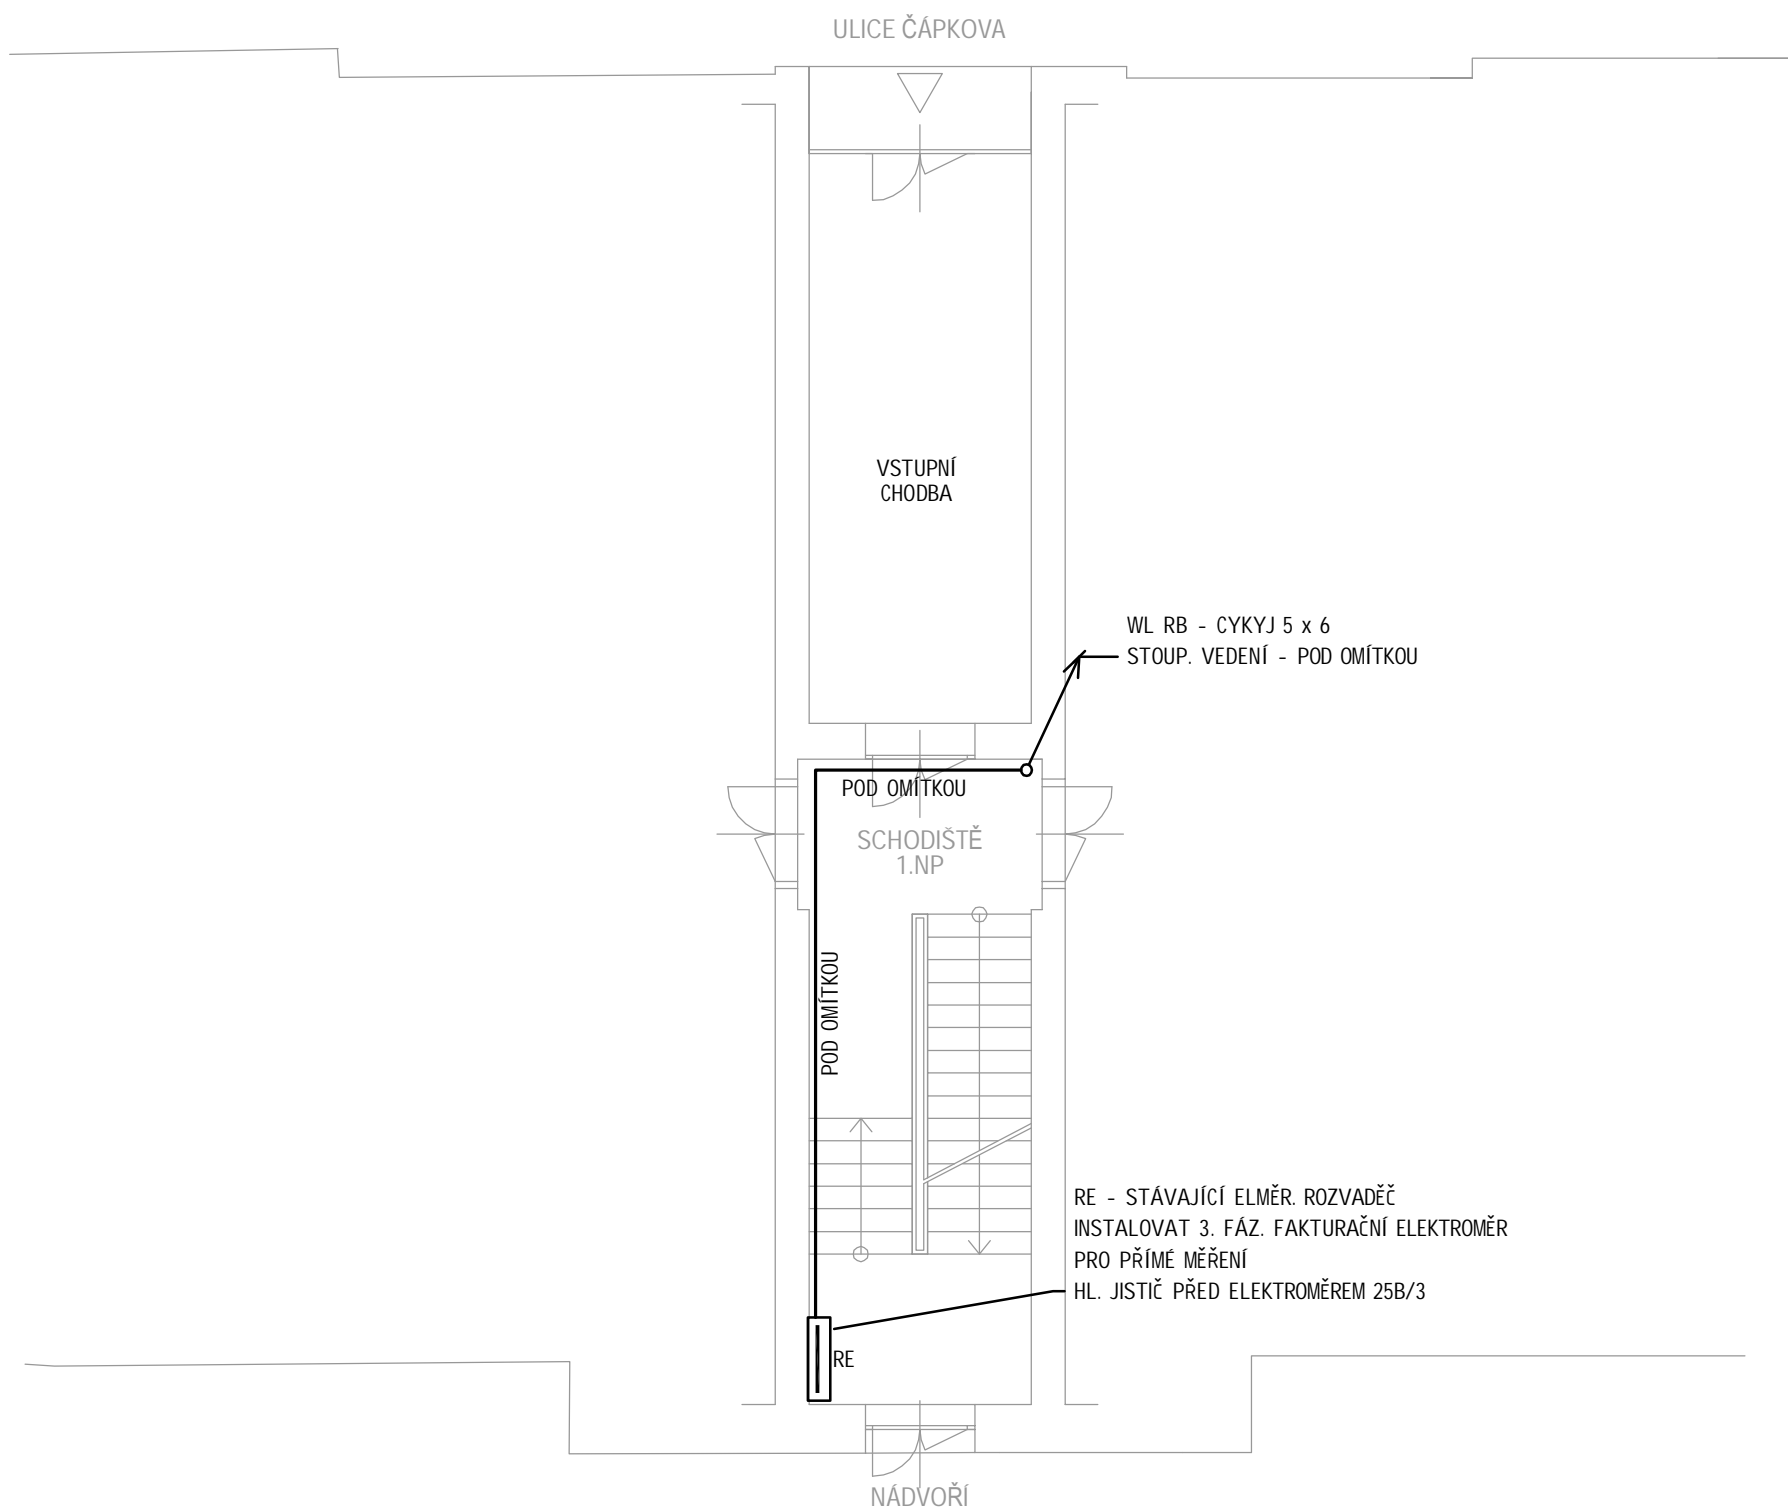 ULICE ČÁPKOVA
VSTUPNÍ
CHODBA
WL RB - CYKYJ 5 x 6
STOUP. VEDENÍ - POD OMÍTKOU
POD OMÍTKOU
SCHODIŠTĚ
1.NP
POD OMÍTKOU
RE - STÁVAJÍCÍ ELMĚR. ROZVADĚČ
INSTALOVAT 3. FÁZ. FAKTURAČNÍ ELEKTROMĚR
PRO PŘÍMÉ MĚŘENÍ
HL. JISTIČ PŘED ELEKTROMĚREM 25B/3
RE
NÁDVOŘÍ